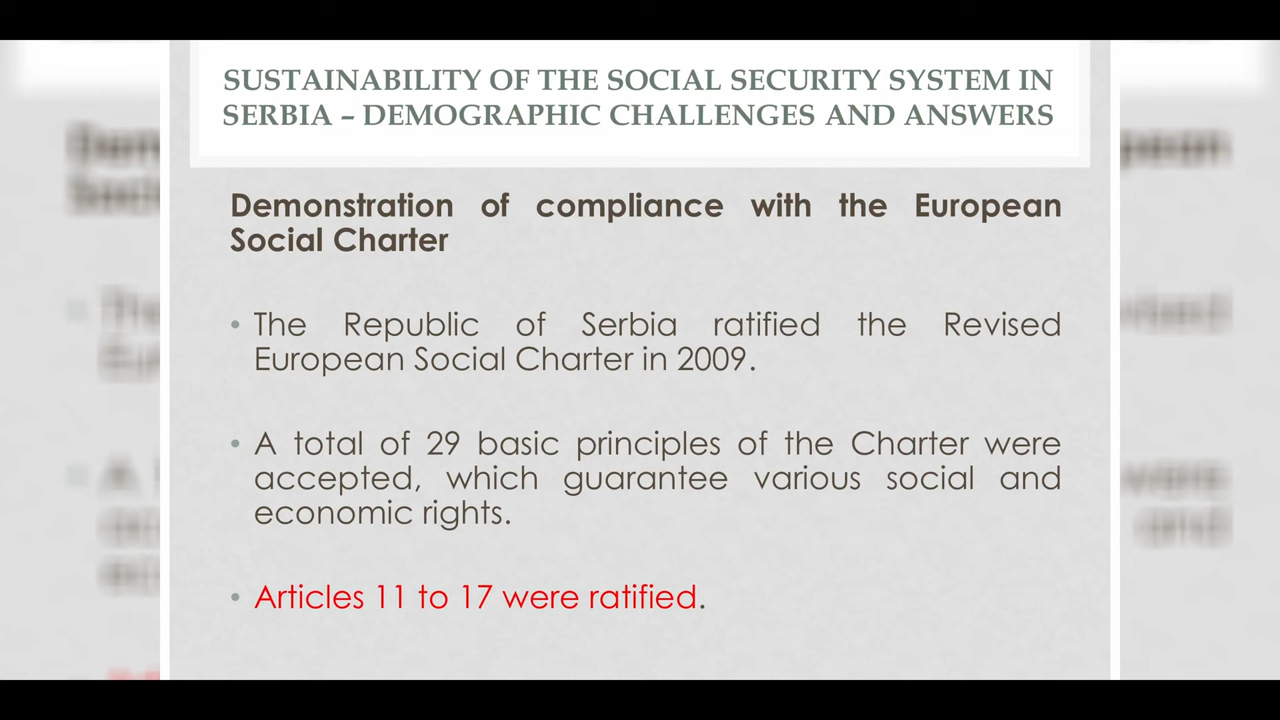 SUSTAINABILITY OF THE SOCIAL SECURITY SYSTEM IN
SERBIA – DEMOGRAPHIC CHALLENGES AND ANSWERS
Demonstration of compliance with the European
Social Charter
• The Republic of Serbia ratified the Revised
European Social Charter in 2009.
• A total of 29 basic principles of the Charter were
accepted, which guarantee various social and
economic rights.
• Articles 11 to 17 were ratified.